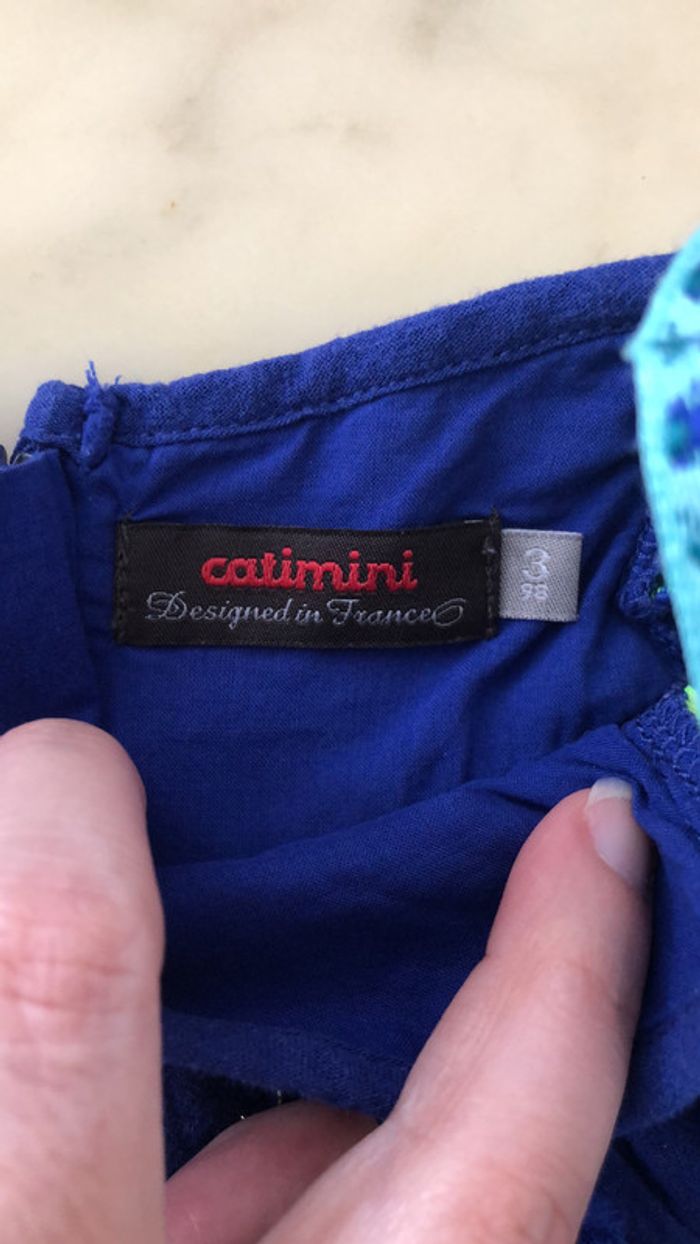 catimini
Designed in France
3
98